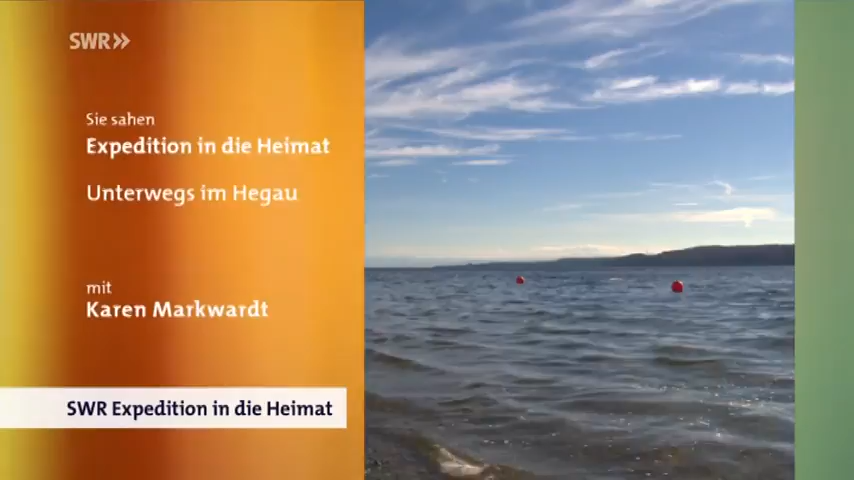 SWR»
Sie sahen
Expedition in die Heimat
Unterwegs im Hegau
mit
Karen Markwardt
SWR Expedition in die Heimat